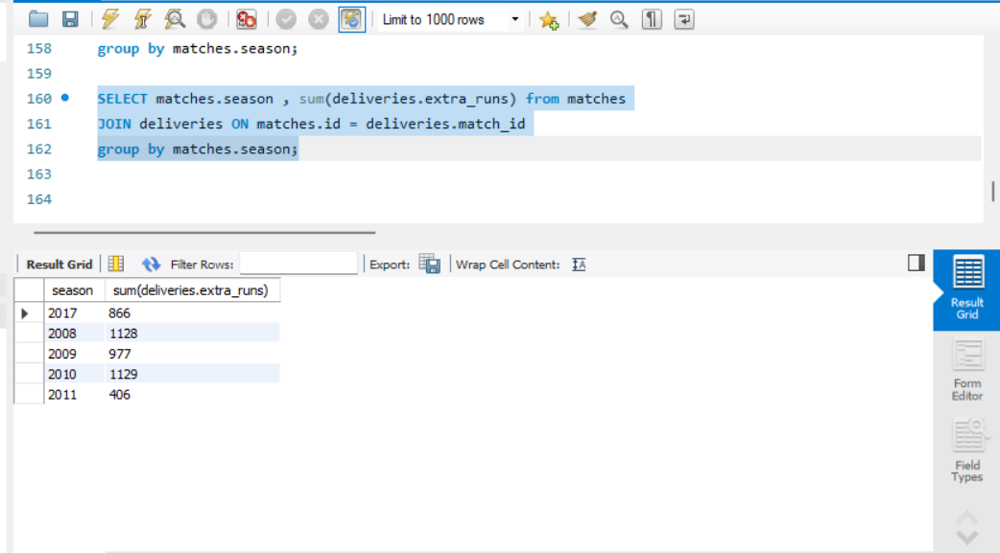 Limit to 1000 rows
158 group by matches.season;
159
160 SELECT matches.season , sum(deliveries.extra_runs) from matches
161 JOIN deliveries ON matches.id = deliveries.match_id
162 group by matches.season;
163
164
Result Grid Filter Rows: Export: Wrap Cell Content:
season sum(deliveries.extra_runs)
2017 866
2008 1128
2009 977
2010 1129
2011 406
Result
Grid
Form
Editor
Field
Types